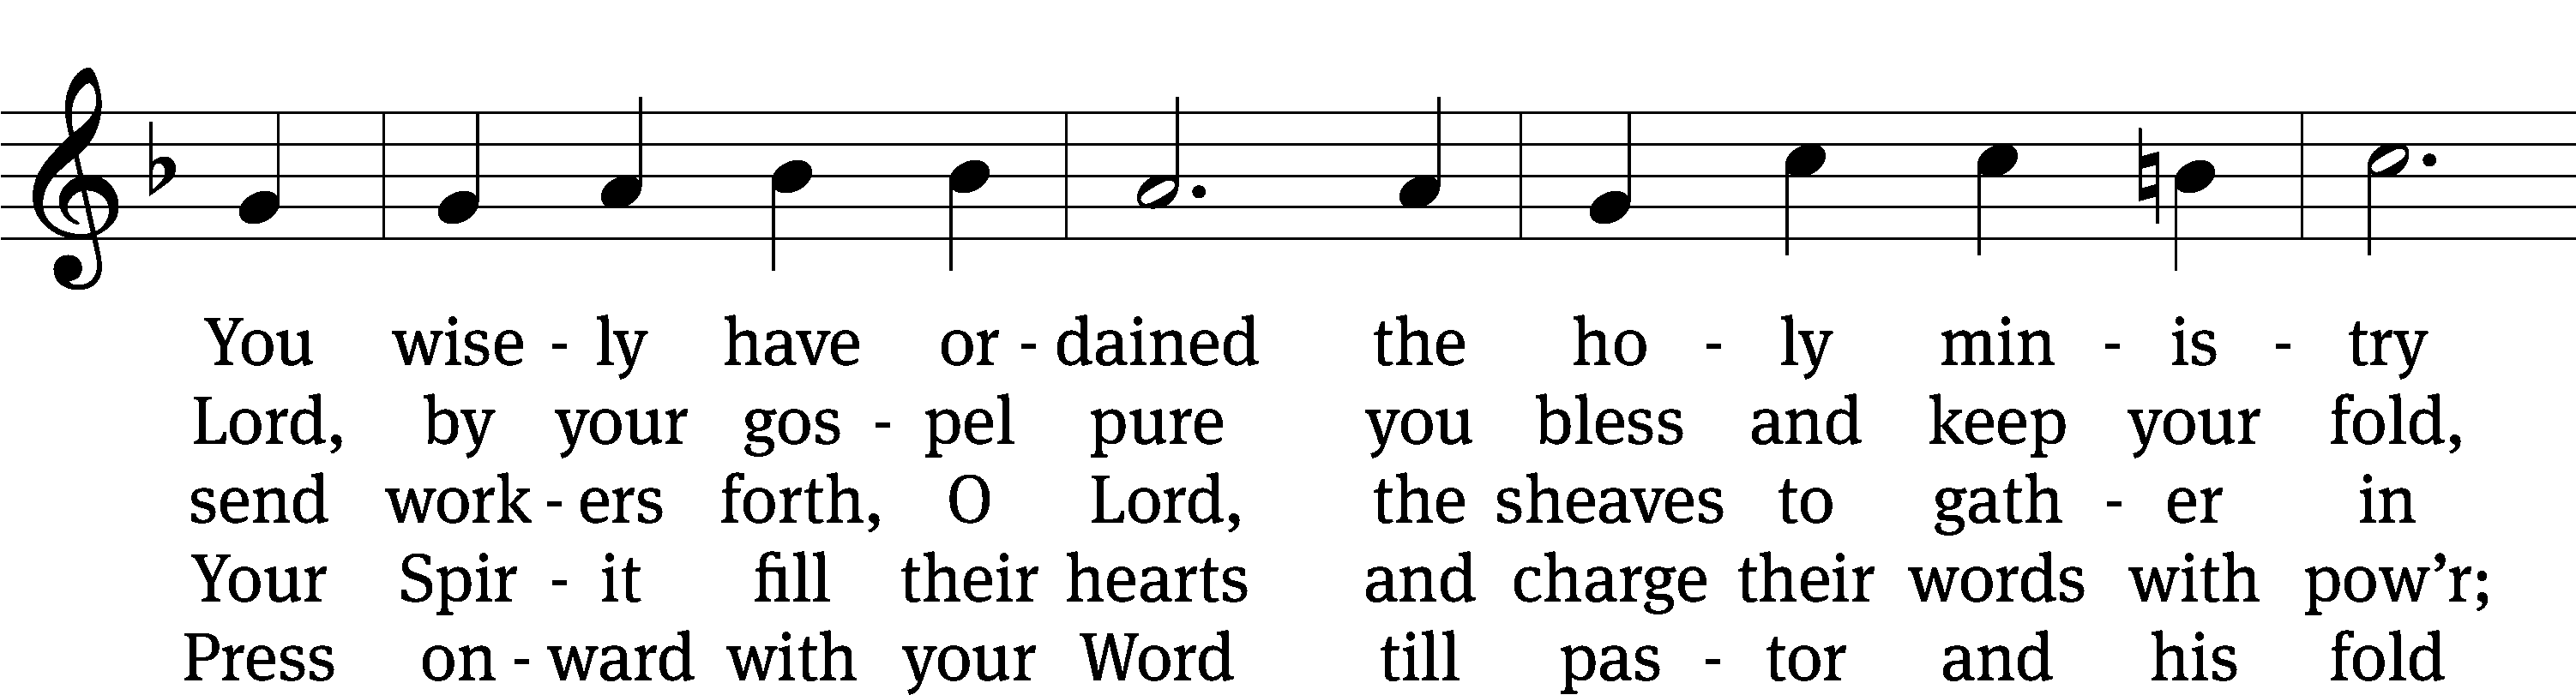 You wise - ly have or - dained the ho - ly min - is - try
Lord, by your gos - pel pure you bless and keep your fold,
send work - ers forth, O Lord, the sheaves to gath - er in
Your Spir - it fill their hearts and charge their words with pow’r;
Press on - ward with your Word till pas - tor and his fold